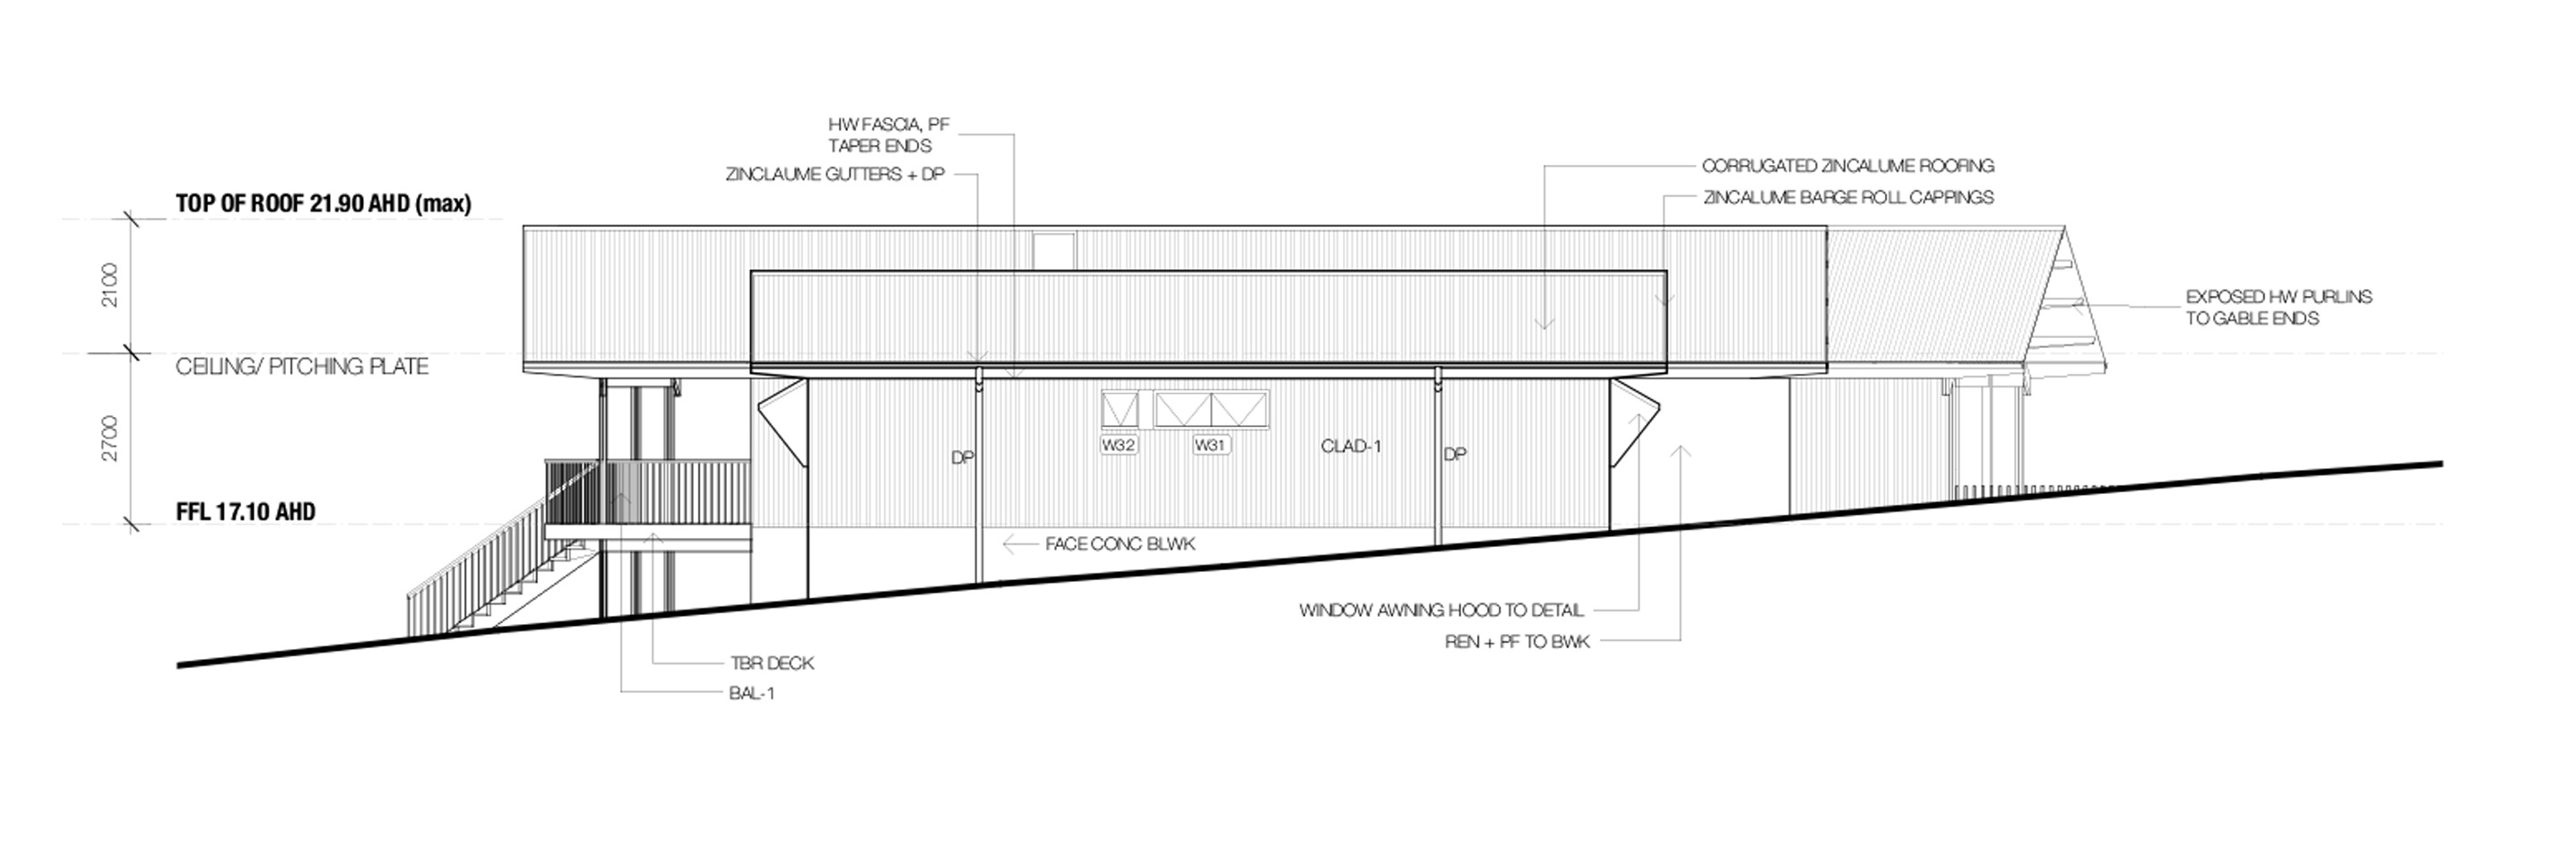 HW FASCIA, PF
TAPER ENDS
ZINCLAUME GUTTERS + DP
CORRUGATED ZINCALUME ROOFING
ZINCALUME BARGE ROLL CAPPINGS
TOP OF ROOF 21.90 AHD (max)
2100
EXPOSED HW PURLINS
TO GABLE ENDS
CEILING/ PITCHING PLATE
2700
W32
W31
CLAD-1
DP
DP
FFL 17.10 AHD
FACE CONC BLWK
WINDOW AWNING HOOD TO DETAIL
REN + PF TO BWK
TBR DECK
BAL-1